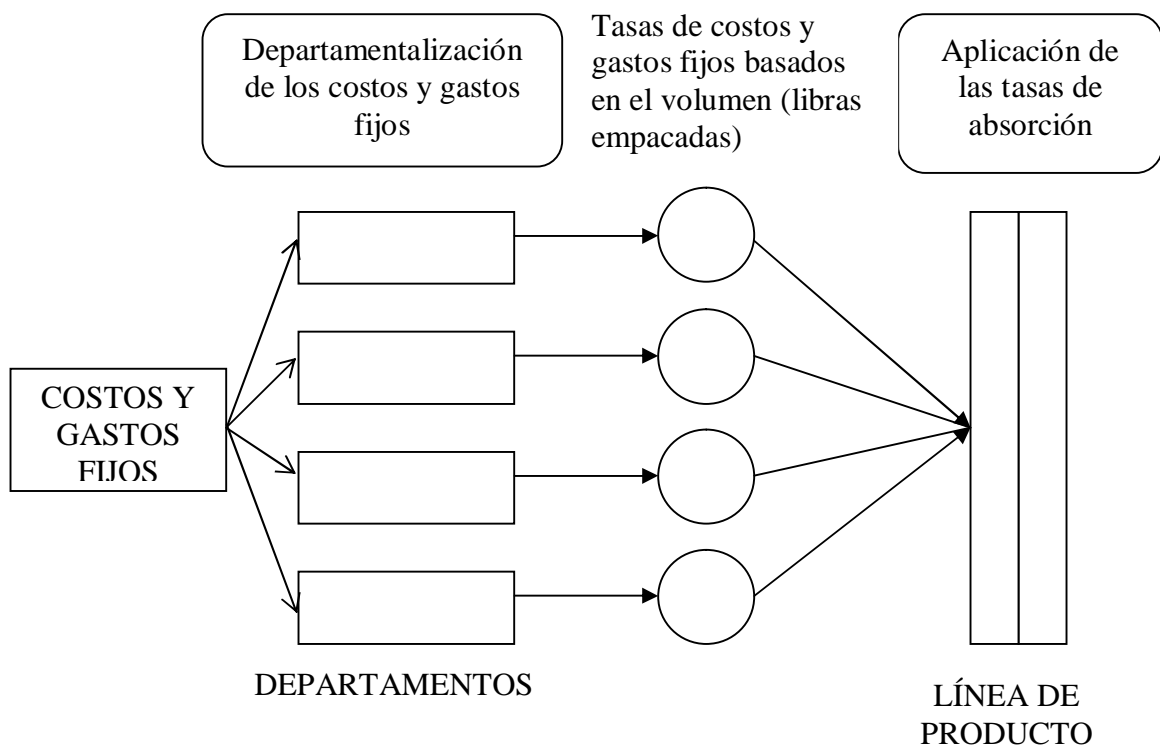 Departamentalización
de los costos y gastos
fijos
Tasas de costos y
gastos fijos basados
en el volumen (libras
empacadas)
Aplicación de
las tasas de
absorción
COSTOS Y
GASTOS
FIJOS
DEPARTAMENTOS
LÍNEA DE
PRODUCTO